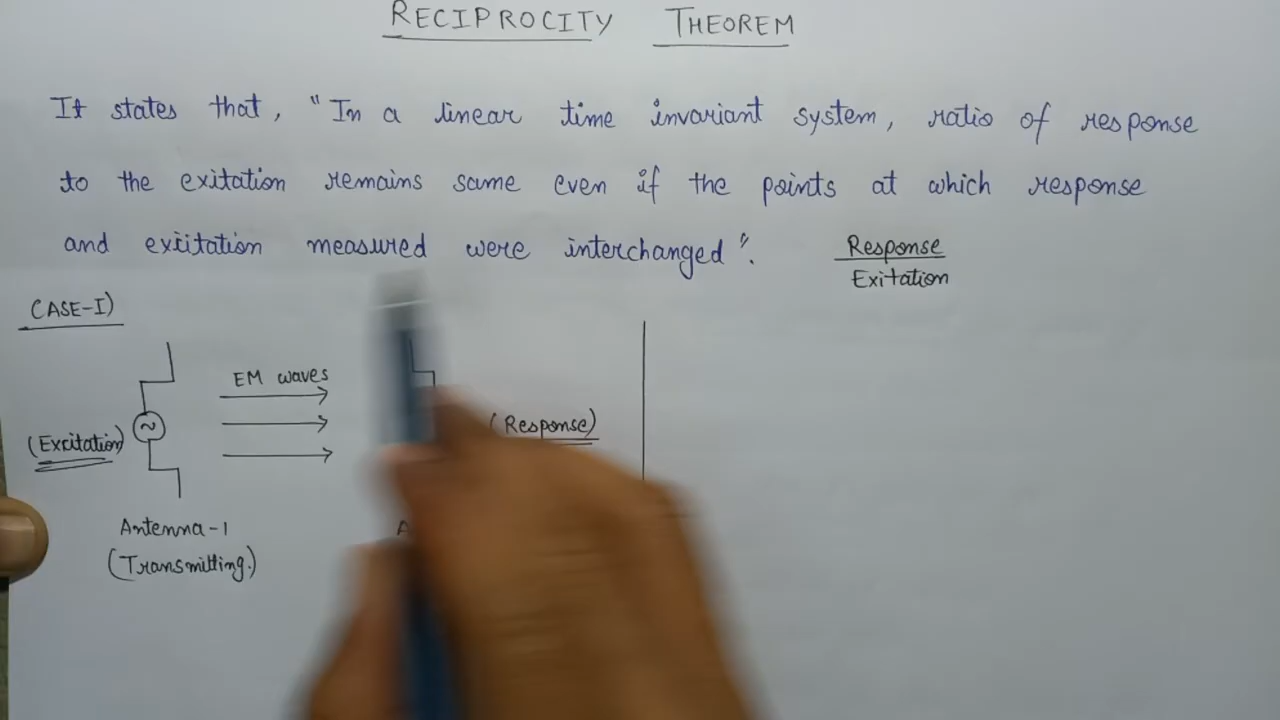 RECIPROCITY THEOREM
It states that, "In a linear time invariant system, ratio of response
to the exitation remains same even if the points at which response
and exiitation measured were interchanged".
Response
Exitation
CASE-I)
EM waves
(Excitation)
~
(Response)
Antenna-1
(Transmitting.)